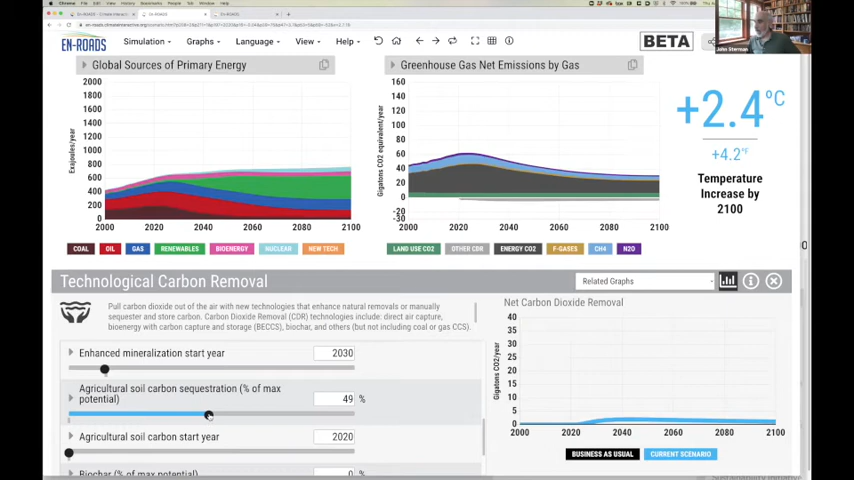 EN-ROADS
Simulation
Graphs
Language
View
Help
BETA
John Sterman
Global Sources of Primary Energy
Greenhouse Gas Net Emissions by Gas
2000
1800
1600
1400
1200
1000
800
600
400
200
0
Exajoules/year
2000 2020 2040 2060 2080 2100
COAL OIL GAS RENEWABLES BIOENERGY NUCLEAR NEW TECH
160
140
120
100
80
60
40
20
0
-20
-30
Gigatons CO2 equivalent/year
2000 2020 2040 2060 2080 2100
LAND USE CO2 OTHER CDR ENERGY CO2 F-GASES CH4 N2O
+2.4°C
+4.2°F
Temperature
Increase by
2100
Technological Carbon Removal
Related Graphs
Pull carbon dioxide out of the air with new technologies that enhance natural removals or manually
sequester and store carbon. Carbon Dioxide Removal (CDR) technologies include: direct air capture,
bioenergy with carbon capture and storage (BECCS), biochar, and others (but not including coal or gas CCS).
Enhanced mineralization start year 2030
Agricultural soil carbon sequestration (% of max
potential) 49 %
Agricultural soil carbon start year 2020
Biochar (% of max potential) 0 %
Net Carbon Dioxide Removal
40
35
30
25
20
15
10
5
0
Gigatons CO2/year
2000 2020 2040 2060 2080 2100
BUSINESS AS USUAL CURRENT SCENARIO